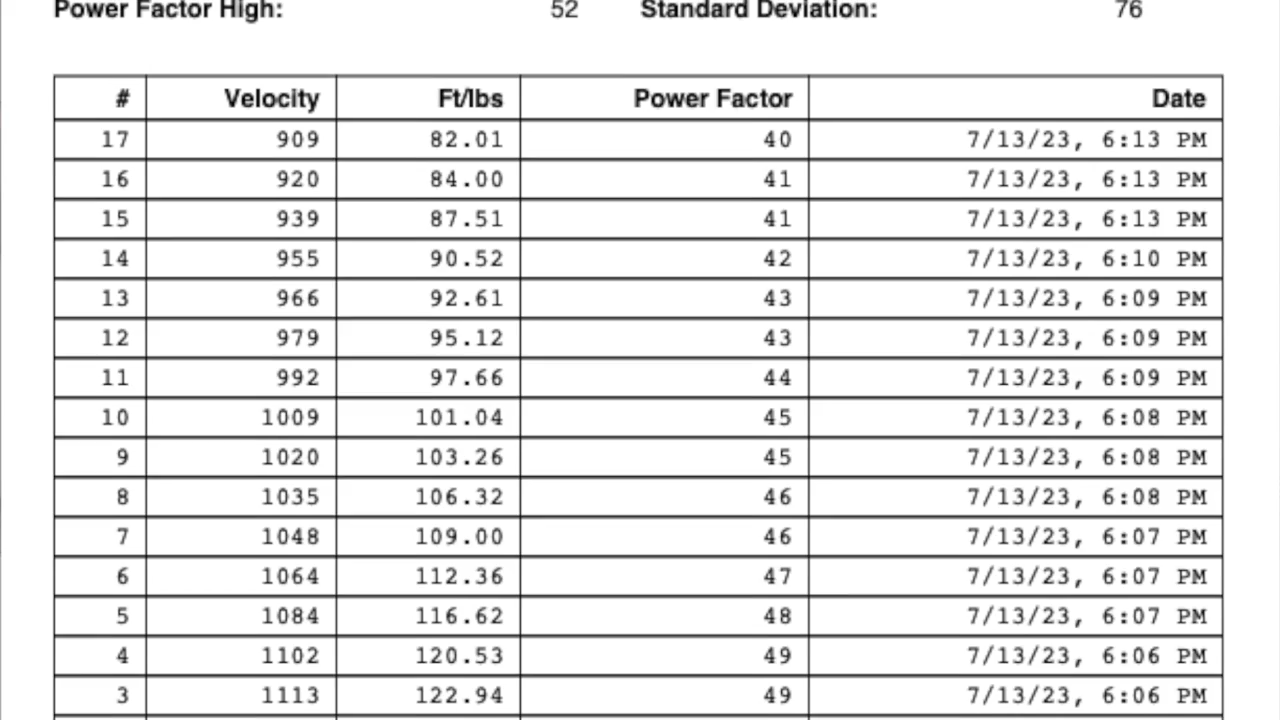 Power Factor High: 52 Standard Deviation: 76
# Velocity Ft/lbs Power Factor Date
17 909 82.01 40 7/13/23, 6:13 PM
16 920 84.00 41 7/13/23, 6:13 PM
15 939 87.51 41 7/13/23, 6:13 PM
14 955 90.52 42 7/13/23, 6:10 PM
13 966 92.61 43 7/13/23, 6:09 PM
12 979 95.12 43 7/13/23, 6:09 PM
11 992 97.66 44 7/13/23, 6:09 PM
10 1009 101.04 45 7/13/23, 6:08 PM
9 1020 103.26 45 7/13/23, 6:08 PM
8 1035 106.32 46 7/13/23, 6:08 PM
7 1048 109.00 46 7/13/23, 6:07 PM
6 1064 112.36 47 7/13/23, 6:07 PM
5 1084 116.62 48 7/13/23, 6:07 PM
4 1102 120.53 49 7/13/23, 6:06 PM
3 1113 122.94 49 7/13/23, 6:06 PM